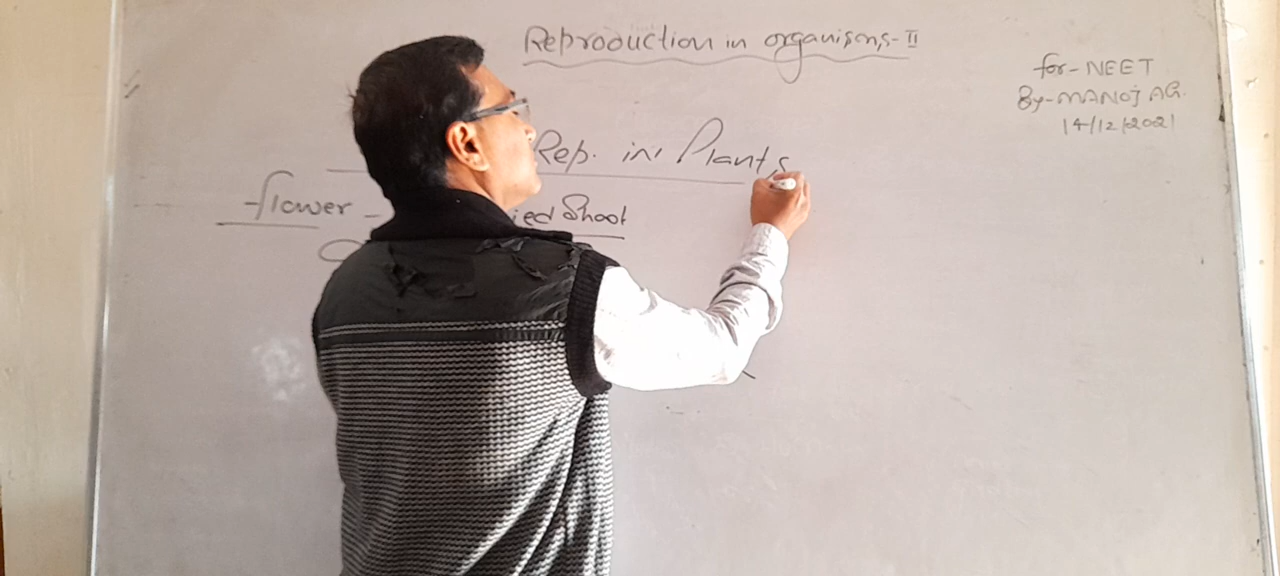 Reproduction in organisms-II
for-NEET
By-MANOJ AG.
14/12/2021
Rep. in Plants
flower - ied Shoot